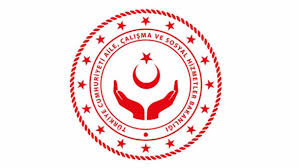 TÜRKİYE CUMHURİYETİ AİLE, ÇALIŞMA VE SOSYAL HİZMETLER BAKANLIĞI